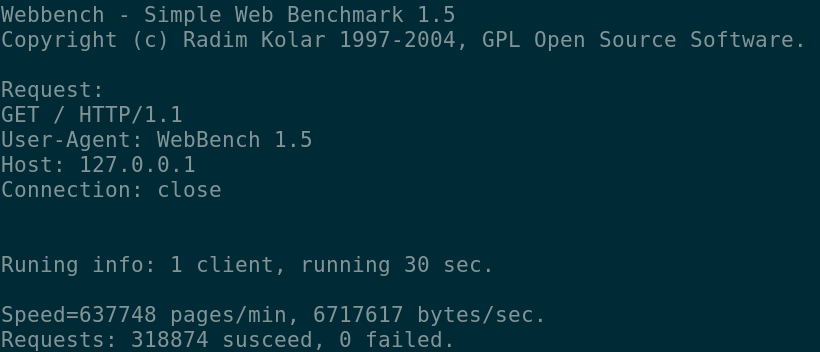 Webbench - Simple Web Benchmark 1.5
Copyright (c) Radim Kolar 1997-2004, GPL Open Source Software.
Request:
GET / HTTP/1.1
User-Agent: WebBench 1.5
Host: 127.0.0.1
Connection: close
Runing info: 1 client, running 30 sec.
Speed=637748 pages/min, 6717617 bytes/sec.
Requests: 318874 susceed, 0 failed.